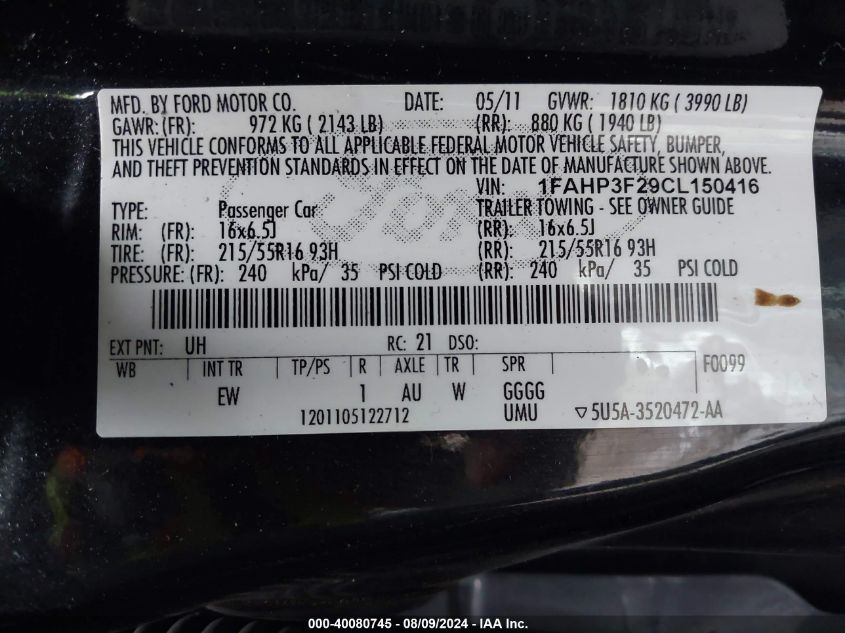 MFD. BY FORD MOTOR CO. DATE: 05/11 GVWR: 1810 KG ( 3990 LB)
GAWR:(FR): 972 KG ( 2143 LB) (RR): 880 KG ( 1940 LB)
THIS VEHICLE CONFORMS TO ALL APPLICABLE FEDERAL MOTOR VEHICLE SAFETY, BUMPER,
AND THEFT PREVENTION STANDARDS IN EFFECT ON THE DATE OF MANUFACTURE SHOWN ABOVE.
VIN: 1FAHP3F29CL150416
TYPE: Passenger Car TRAILER TOWING - SEE OWNER GUIDE
RIM: (FR): 16x6.5J (RR): 16x6.5J
TIRE: (FR): 215/55R16 93H (RR): 215/55R16 93H
PRESSURE: (FR): 240 kPa/ 35 PSI COLD (RR): 240 kPa/ 35 PSI COLD
EXT PNT: UH RC: 21 DSO:
WB INT TR TP/PS R AXLE TR SPR F0099
EW 1 AU W GGGG
1201105122712 UMU ▽5U5A-3520472-AA
000-40080745 - 08/09/2024 - IAA Inc.